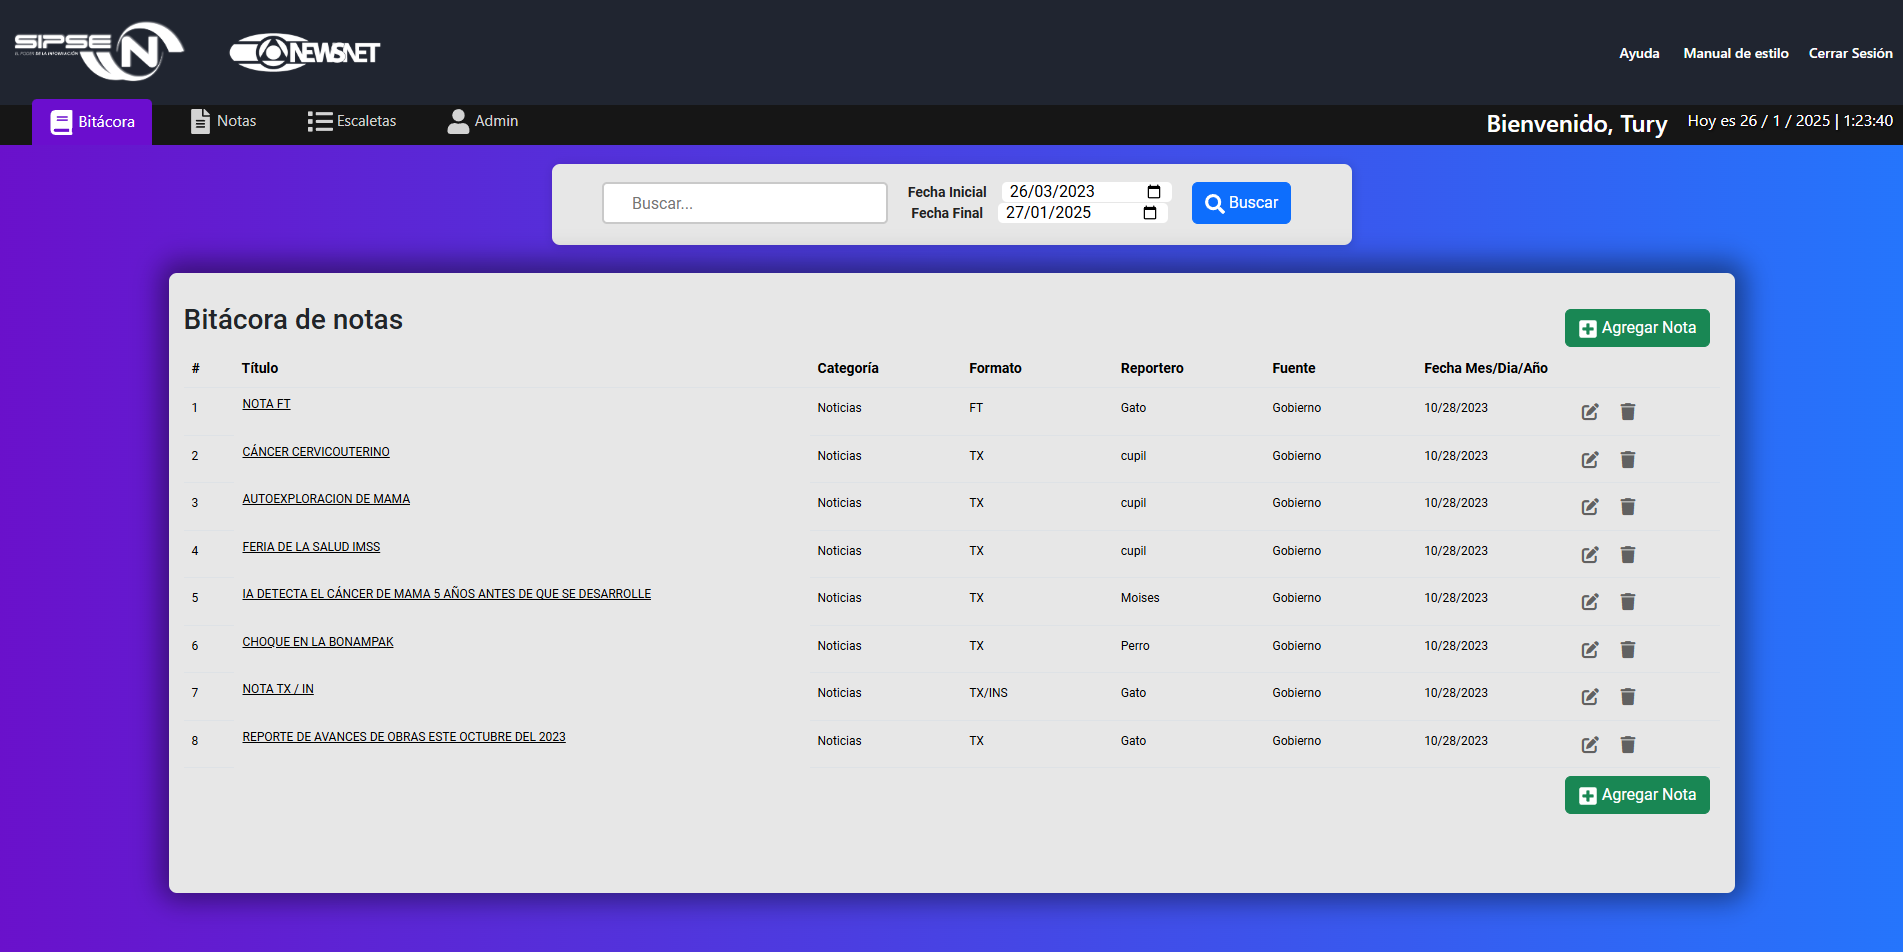 SIPSE N
EL PODER DE LA INFORMACIÓN
NEWSNET
Ayuda Manual de estilo Cerrar Sesión
Bitácora Notas Escaletas Admin Bienvenido, Tury Hoy es 26 / 1 / 2025 | 1:23:40
Buscar... Fecha Inicial 26/03/2023 Buscar
Fecha Final 27/01/2025
Bitácora de notas
Agregar Nota
# Título Categoría Formato Reportero Fuente Fecha Mes/Dia/Año
1 NOTA FT Noticias FT Gato Gobierno 10/28/2023
2 CÁNCER CERVICOUTERINO Noticias TX cupil Gobierno 10/28/2023
3 AUTOEXPLORACION DE MAMA Noticias TX cupil Gobierno 10/28/2023
4 FERIA DE LA SALUD IMSS Noticias TX cupil Gobierno 10/28/2023
5 IA DETECTA EL CÁNCER DE MAMA 5 AÑOS ANTES DE QUE SE DESARROLLE Noticias TX Moises Gobierno 10/28/2023
6 CHOQUE EN LA BONAMPAK Noticias TX Perro Gobierno 10/28/2023
7 NOTA TX / IN Noticias TX/INS Gato Gobierno 10/28/2023
8 REPORTE DE AVANCES DE OBRAS ESTE OCTUBRE DEL 2023 Noticias TX Gato Gobierno 10/28/2023
Agregar Nota